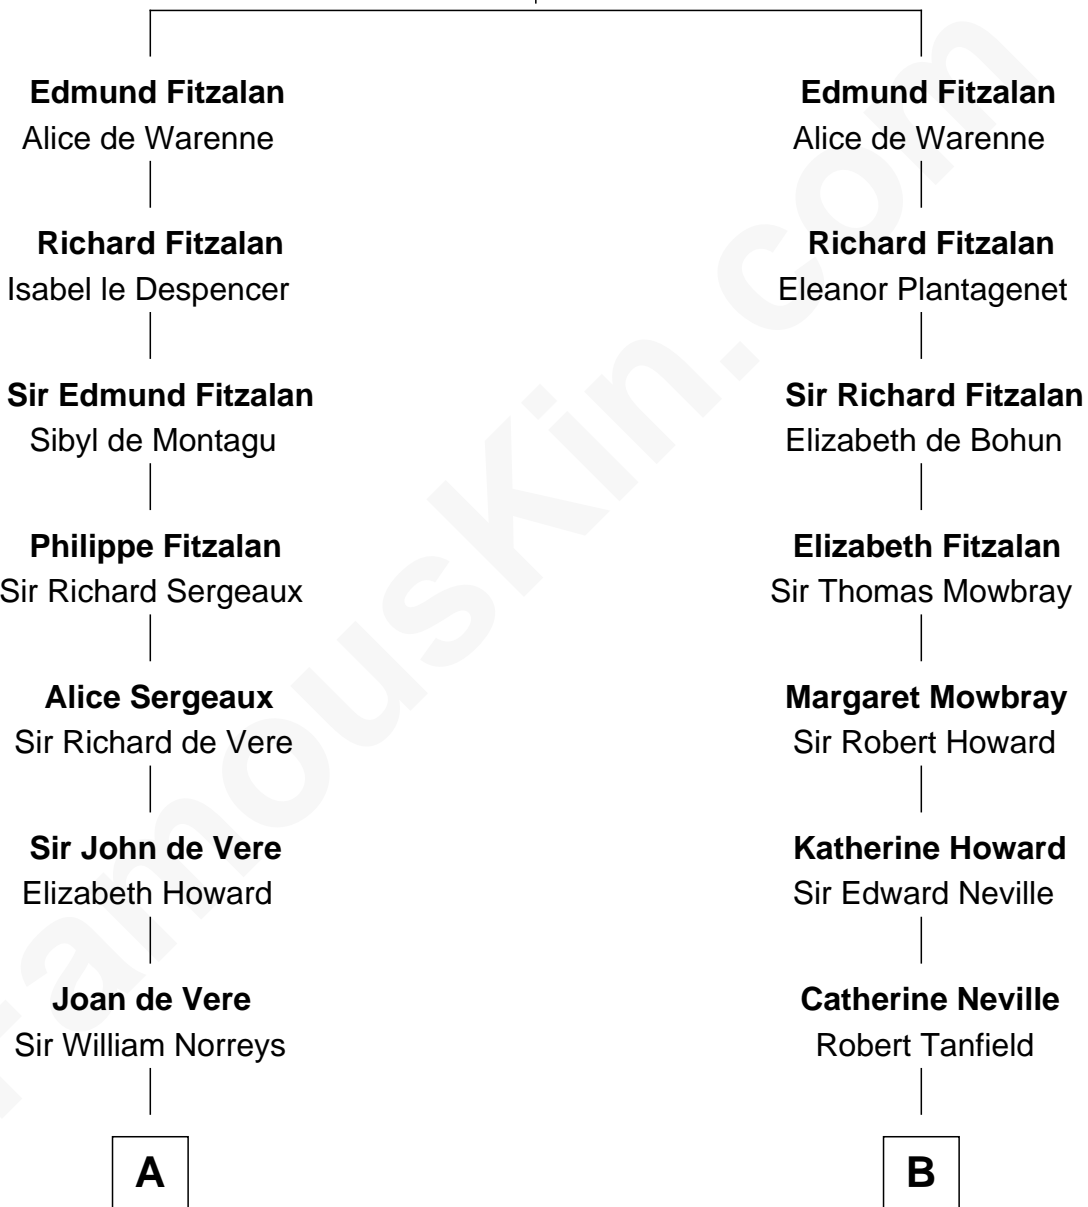 Edmund Fitzalan
Alice de Warenne
Richard Fitzalan
Isabel le Despencer
Sir Edmund Fitzalan
Sibyl de Montagu
Philippe Fitzalan
Sir Richard Sergeaux
Alice Sergeaux
Sir Richard de Vere
Sir John de Vere
Elizabeth Howard
Joan de Vere
Sir William Norreys
A
Edmund Fitzalan
Alice de Warenne
Richard Fitzalan
Eleanor Plantagenet
Sir Richard Fitzalan
Elizabeth de Bohun
Elizabeth Fitzalan
Sir Thomas Mowbray
Margaret Mowbray
Sir Robert Howard
Katherine Howard
Sir Edward Neville
Catherine Neville
Robert Tanfield
B
FamousKin.com